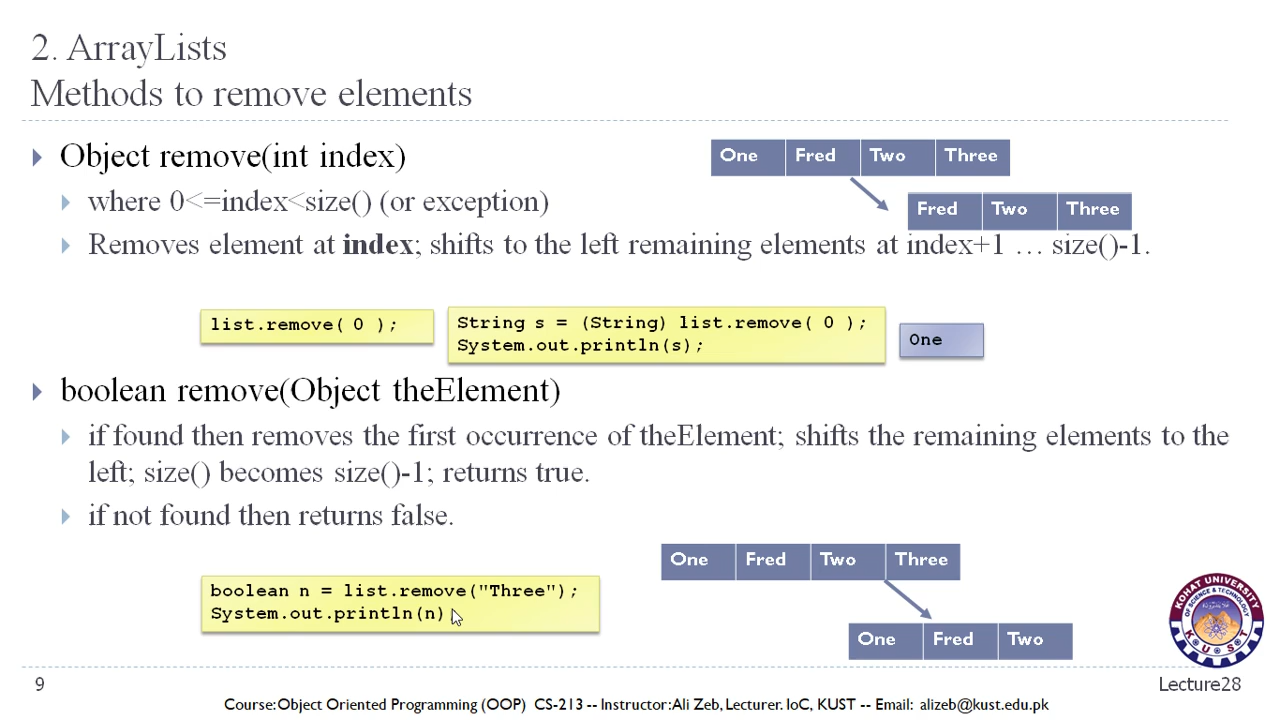 2. ArrayLists
Methods to remove elements
Object remove(int index)
One Fred Two Three
where 0<=index<size() (or exception)
Fred Two Three
Removes element at index; shifts to the left remaining elements at index+1 … size()-1.
list.remove( 0 );
String s = (String) list.remove( 0 );
System.out.println(s);
One
boolean remove(Object theElement)
if found then removes the first occurrence of theElement; shifts the remaining elements to the
left; size() becomes size()-1; returns true.
if not found then returns false.
One Fred Two Three
boolean n = list.remove("Three");
System.out.println(n)
One Fred Two
KOHAT UNIVERSITY
OF SCIENCE & TECHNOLOGY
K U S T
9
Lecture28
Course: Object Oriented Programming (OOP) CS-213 -- Instructor: Ali Zeb, Lecturer. IoC, KUST -- Email: alizeb@kust.edu.pk